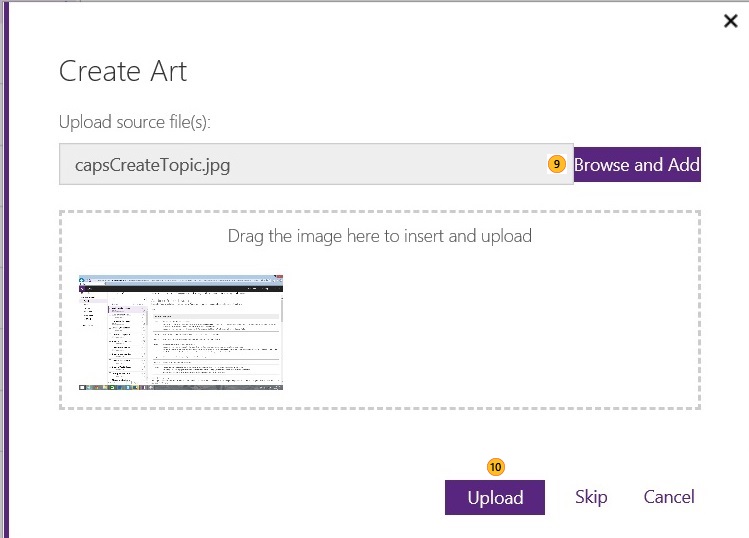 Create Art
Upload source file(s):
capsCreateTopic.jpg
9
Browse and Add
Drag the image here to insert and upload
10
Upload
Skip
Cancel